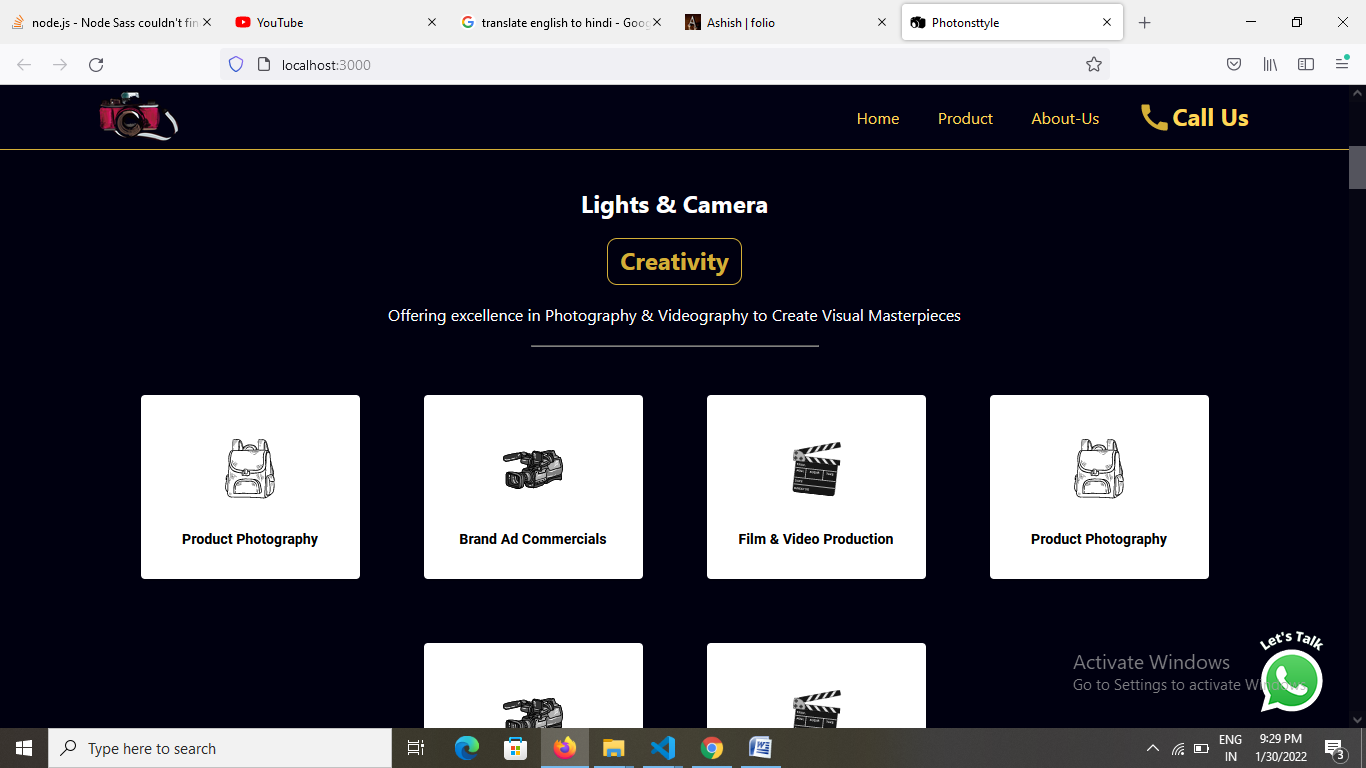 node.js - Node Sass couldn't fin
YouTube
translate english to hindi - Goog
Ashish | folio
Photonsttyle
localhost:3000
Home
Product
About-Us
Call Us
Lights & Camera
Creativity
Offering excellence in Photography & Videography to Create Visual Masterpieces
Product Photography
Brand Ad Commercials
Film & Video Production
Product Photography
Let's Talk
Activate Windows
Go to Settings to activate Windows.
Type here to search
ENG
IN
9:29 PM
1/30/2022
3